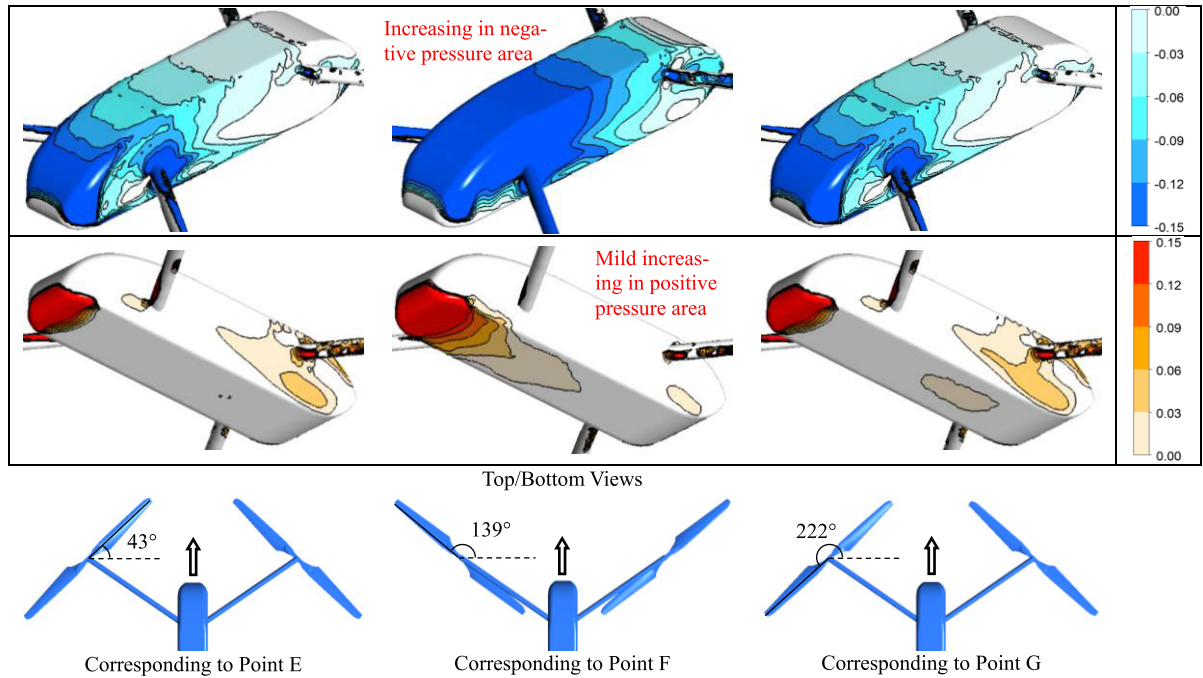 Increasing in nega-
tive pressure area
0.00
-0.03
-0.06
-0.09
-0.12
-0.15
Mild increas-
ing in positive
pressure area
0.15
0.12
0.09
0.06
0.03
0.00
Top/Bottom Views
43°
139°
222°
Corresponding to Point E
Corresponding to Point F
Corresponding to Point G